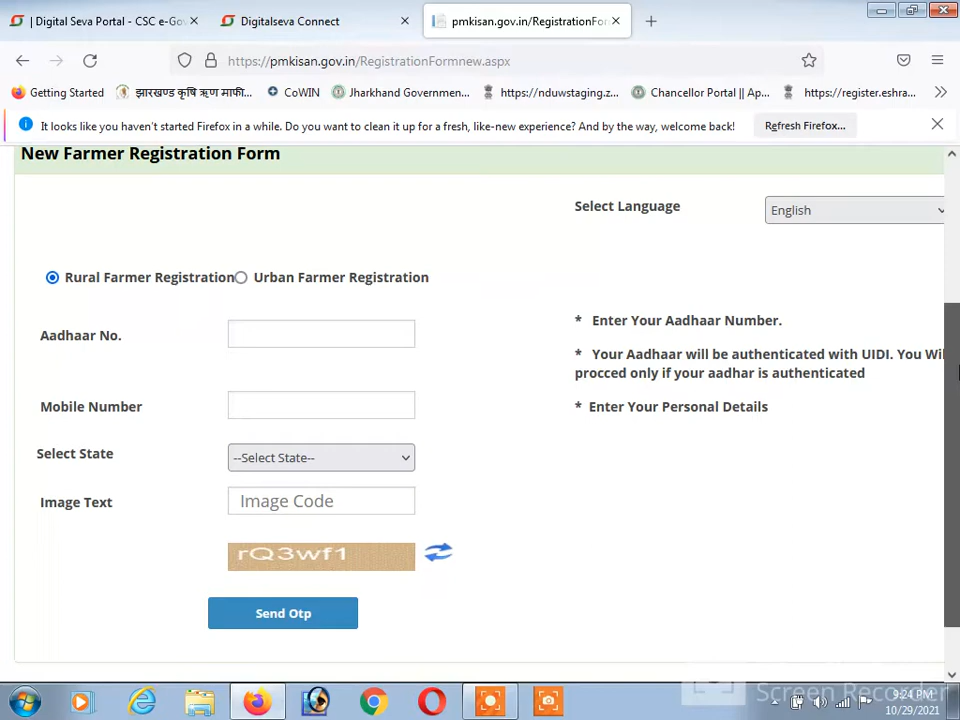 | Digital Seva Portal - CSC e-Gov
Digitalseva Connect
pmkisan.gov.in/RegistrationForm
https://pmkisan.gov.in/RegistrationFormnew.aspx
Getting Started
झारखण्ड कृषि ऋण माफी...
CoWIN
Jharkhand Governmen...
https://nduwstaging.z...
Chancellor Portal || Ap...
https://register.eshra...
It looks like you haven't started Firefox in a while. Do you want to clean it up for a fresh, like-new experience? And by the way, welcome back!
Refresh Firefox...
New Farmer Registration Form
Select Language
English
Rural Farmer Registration
Urban Farmer Registration
Aadhaar No.
* Enter Your Aadhaar Number.
* Your Aadhaar will be authenticated with UIDI. You Wil
procced only if your aadhar is authenticated
Mobile Number
* Enter Your Personal Details
Select State
--Select State--
Image Text
Image Code
rQ3wf1
Send Otp
Screen Recorder
9:24 PM
10/29/2021